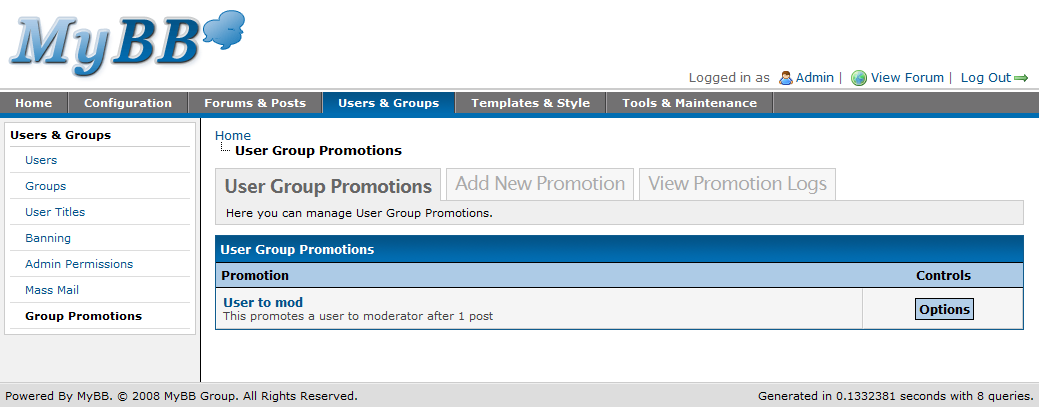 MyBB
Logged in as Admin | View Forum | Log Out
Home Configuration Forums & Posts Users & Groups Templates & Style Tools & Maintenance
Users & Groups
Users
Groups
User Titles
Banning
Admin Permissions
Mass Mail
Group Promotions
Home
User Group Promotions
User Group Promotions Add New Promotion View Promotion Logs
Here you can manage User Group Promotions.
User Group Promotions
Promotion Controls
User to mod
This promotes a user to moderator after 1 post
Options
Powered By MyBB. © 2008 MyBB Group. All Rights Reserved. Generated in 0.1332381 seconds with 8 queries.